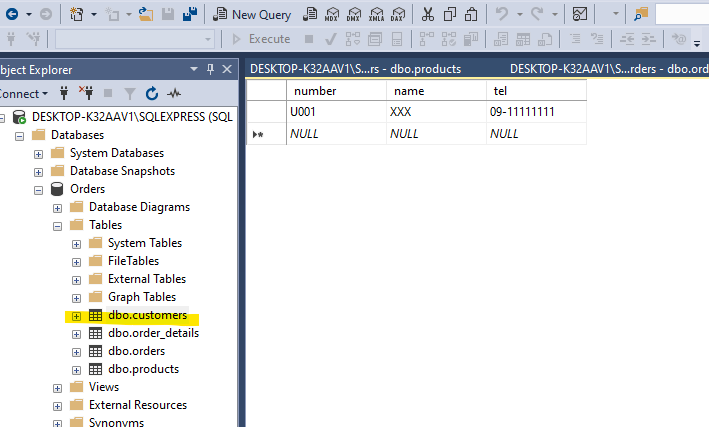 New Query MDX DMX XMLA DAX
Execute
bject Explorer
DESKTOP-K32AAV1\S...rs - dbo.products DESKTOP-K32AAV1\S...rders - dbo.ord
Connect
number name tel
U001 XXX 09-11111111
NULL NULL NULL
DESKTOP-K32AAV1\SQLEXPRESS (SQL
Databases
System Databases
Database Snapshots
Orders
Database Diagrams
Tables
System Tables
FileTables
External Tables
Graph Tables
dbo.customers
dbo.order_details
dbo.orders
dbo.products
Views
External Resources
Synonyms